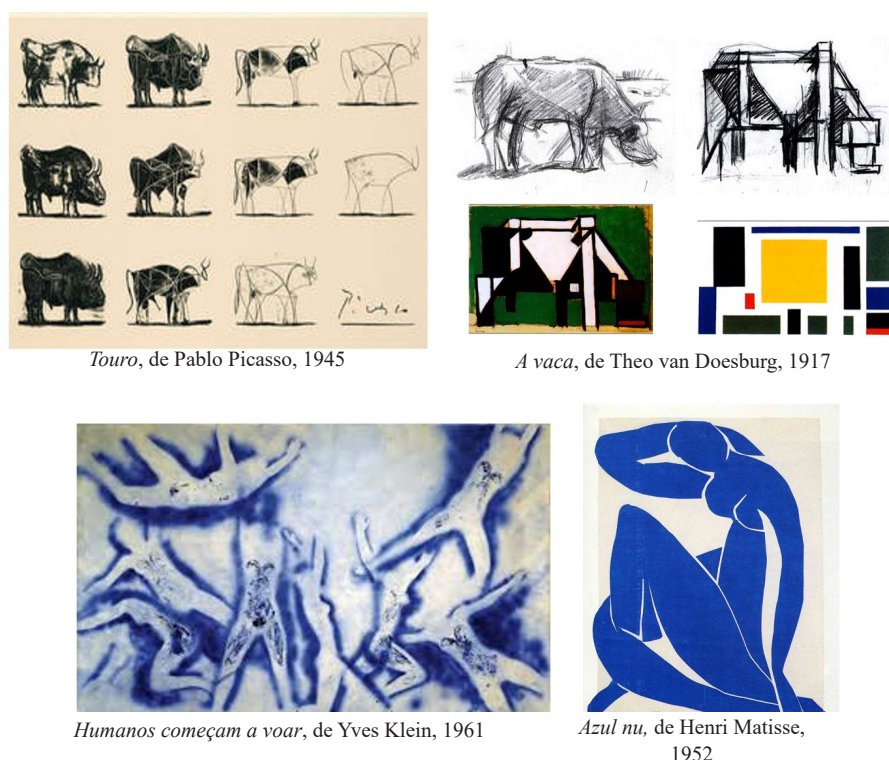 Picasso
Touro, de Pablo Picasso, 1945
A vaca, de Theo van Doesburg, 1917
Humanos começam a voar, de Yves Klein, 1961
Azul nu, de Henri Matisse,
1952